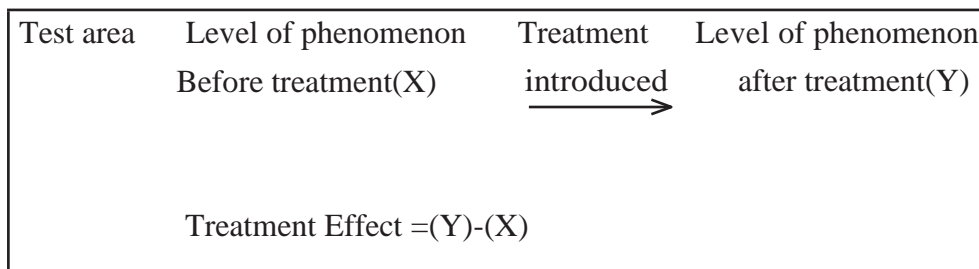 Test area Level of phenomenon Treatment Level of phenomenon
Before treatment(X) introduced after treatment(Y)
Treatment Effect =(Y)-(X)